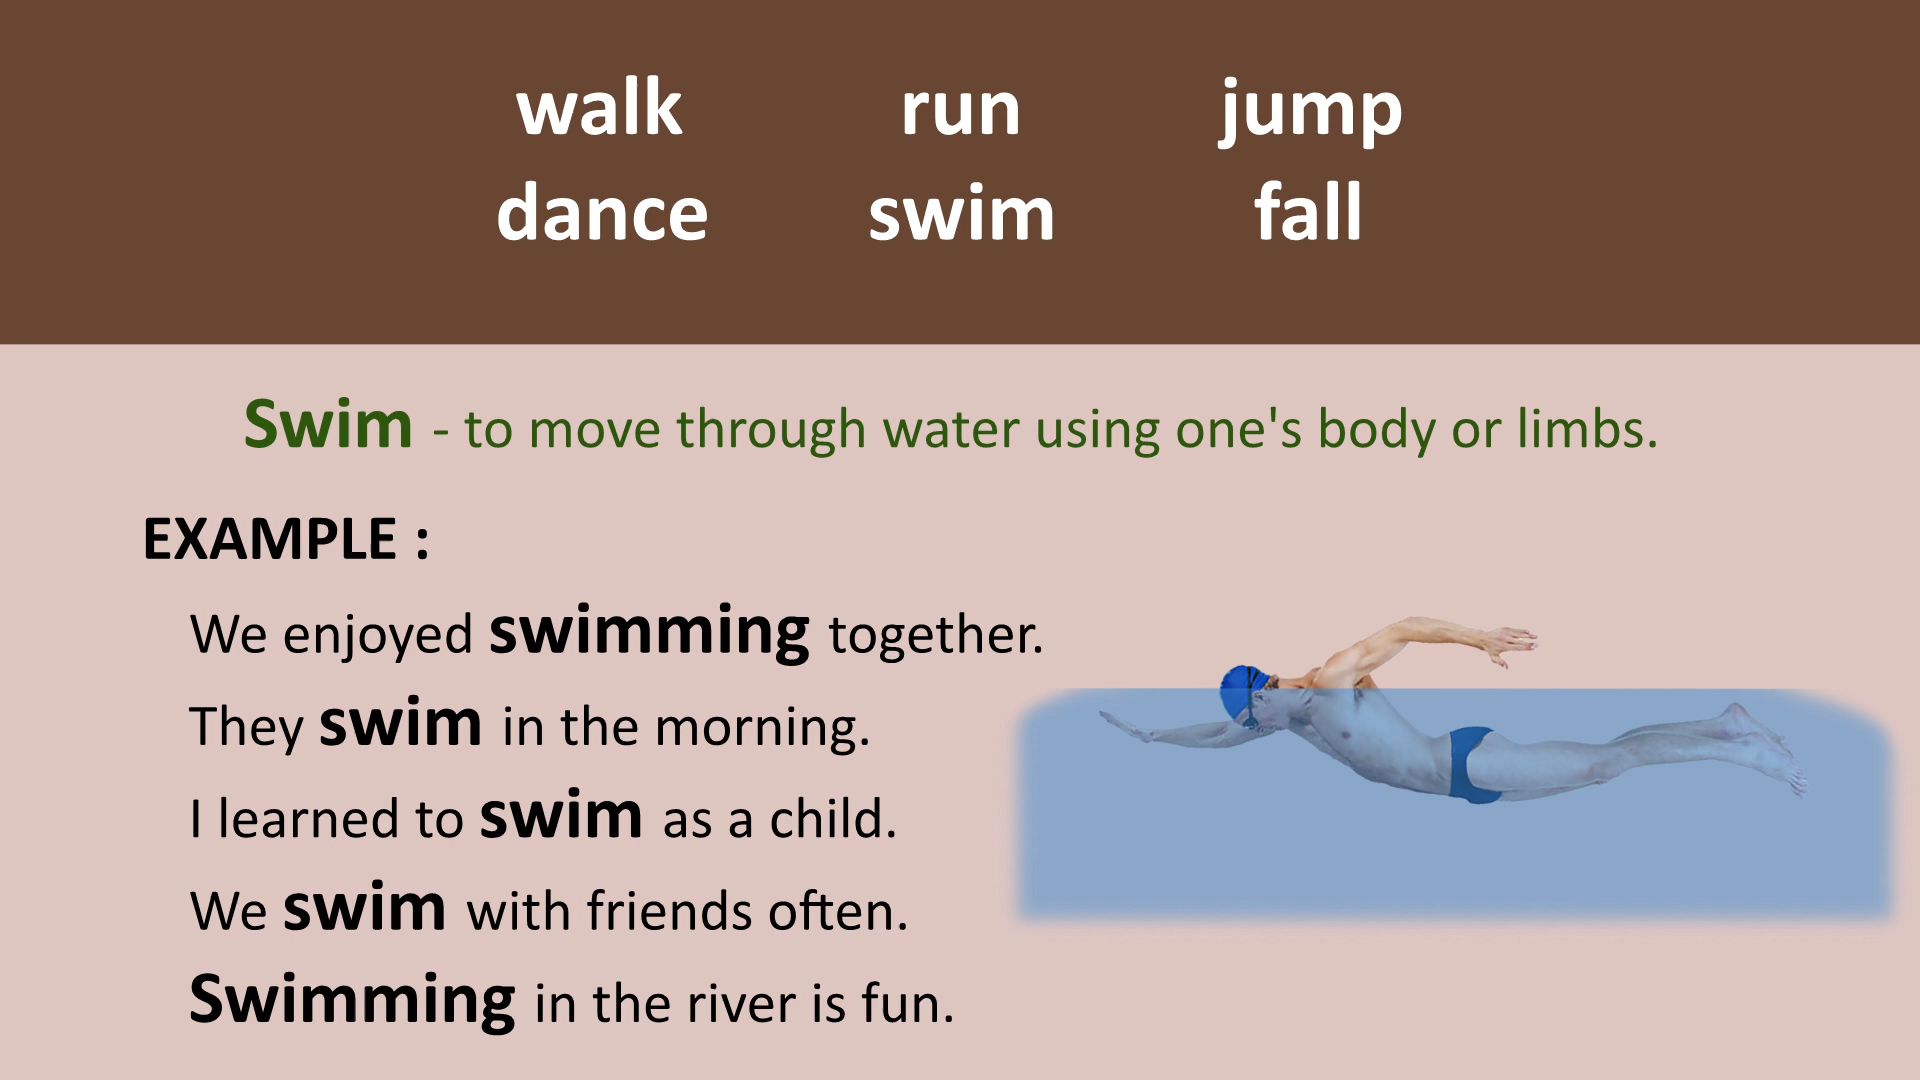 walk run jump
dance swim fall
Swim - to move through water using one's body or limbs.
EXAMPLE :
We enjoyed swimming together.
They swim in the morning.
I learned to swim as a child.
We swim with friends often.
Swimming in the river is fun.